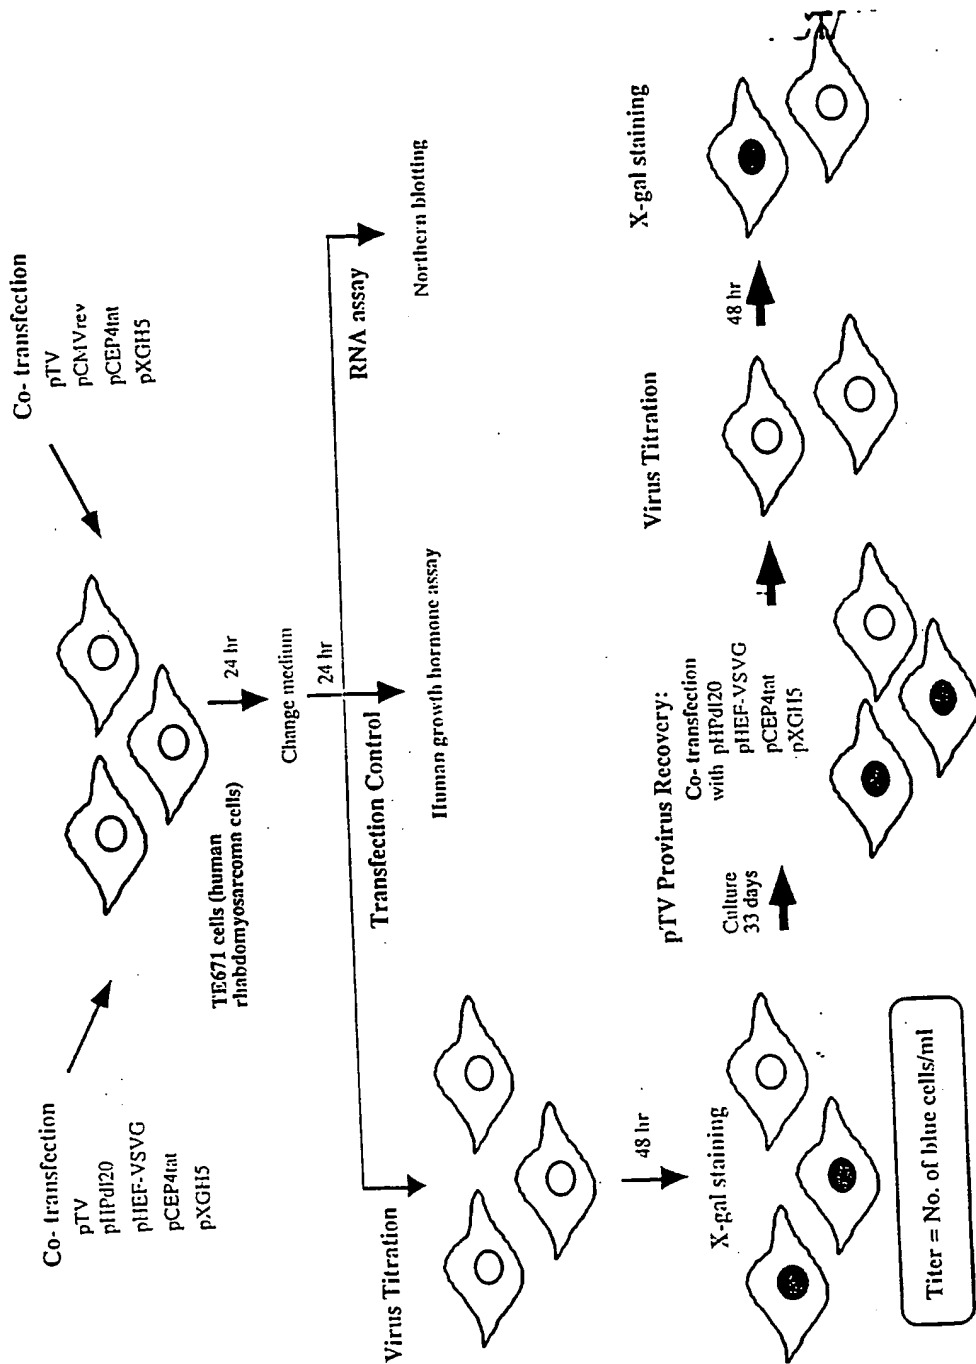 Co- transfection
pTV
pHPdl20
pHEF-VSVG
pCEP4tat
pXGH5
Co- transfection
pTV
pCMVrev
pCEP4tat
pXGH5
TE671 cells (human
rhabdomyosarcoma cells)
24 hr
Change medium
24 hr
Virus Titration
Transfection Control
RNA assay
Human growth hormone assay
Northern blotting
48 hr
X-gal staining
Titer = No. of blue cells/ml
Culture
33 days
pTV Provirus Recovery:
Co- transfection
with pHPdl20
pHEF-VSVG
pCEP4tat
pXGH5
Virus Titration
48 hr
X-gal staining